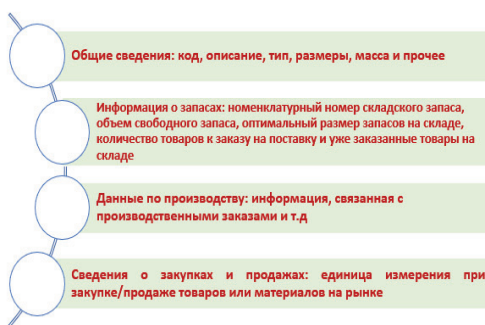 Общие сведения: код, описание, тип, размеры, масса и прочее
Информация о запасах: номенклатурный номер складского запаса,
объем свободного запаса, оптимальный размер запасов на складе,
количество товаров к заказу на поставку и уже заказанные товары на
складе
Данные по производству: информация, связанная с
производственными заказами и т.д
Сведения о закупках и продажах: единица измерения при
закупке/продаже товаров или материалов на рынке